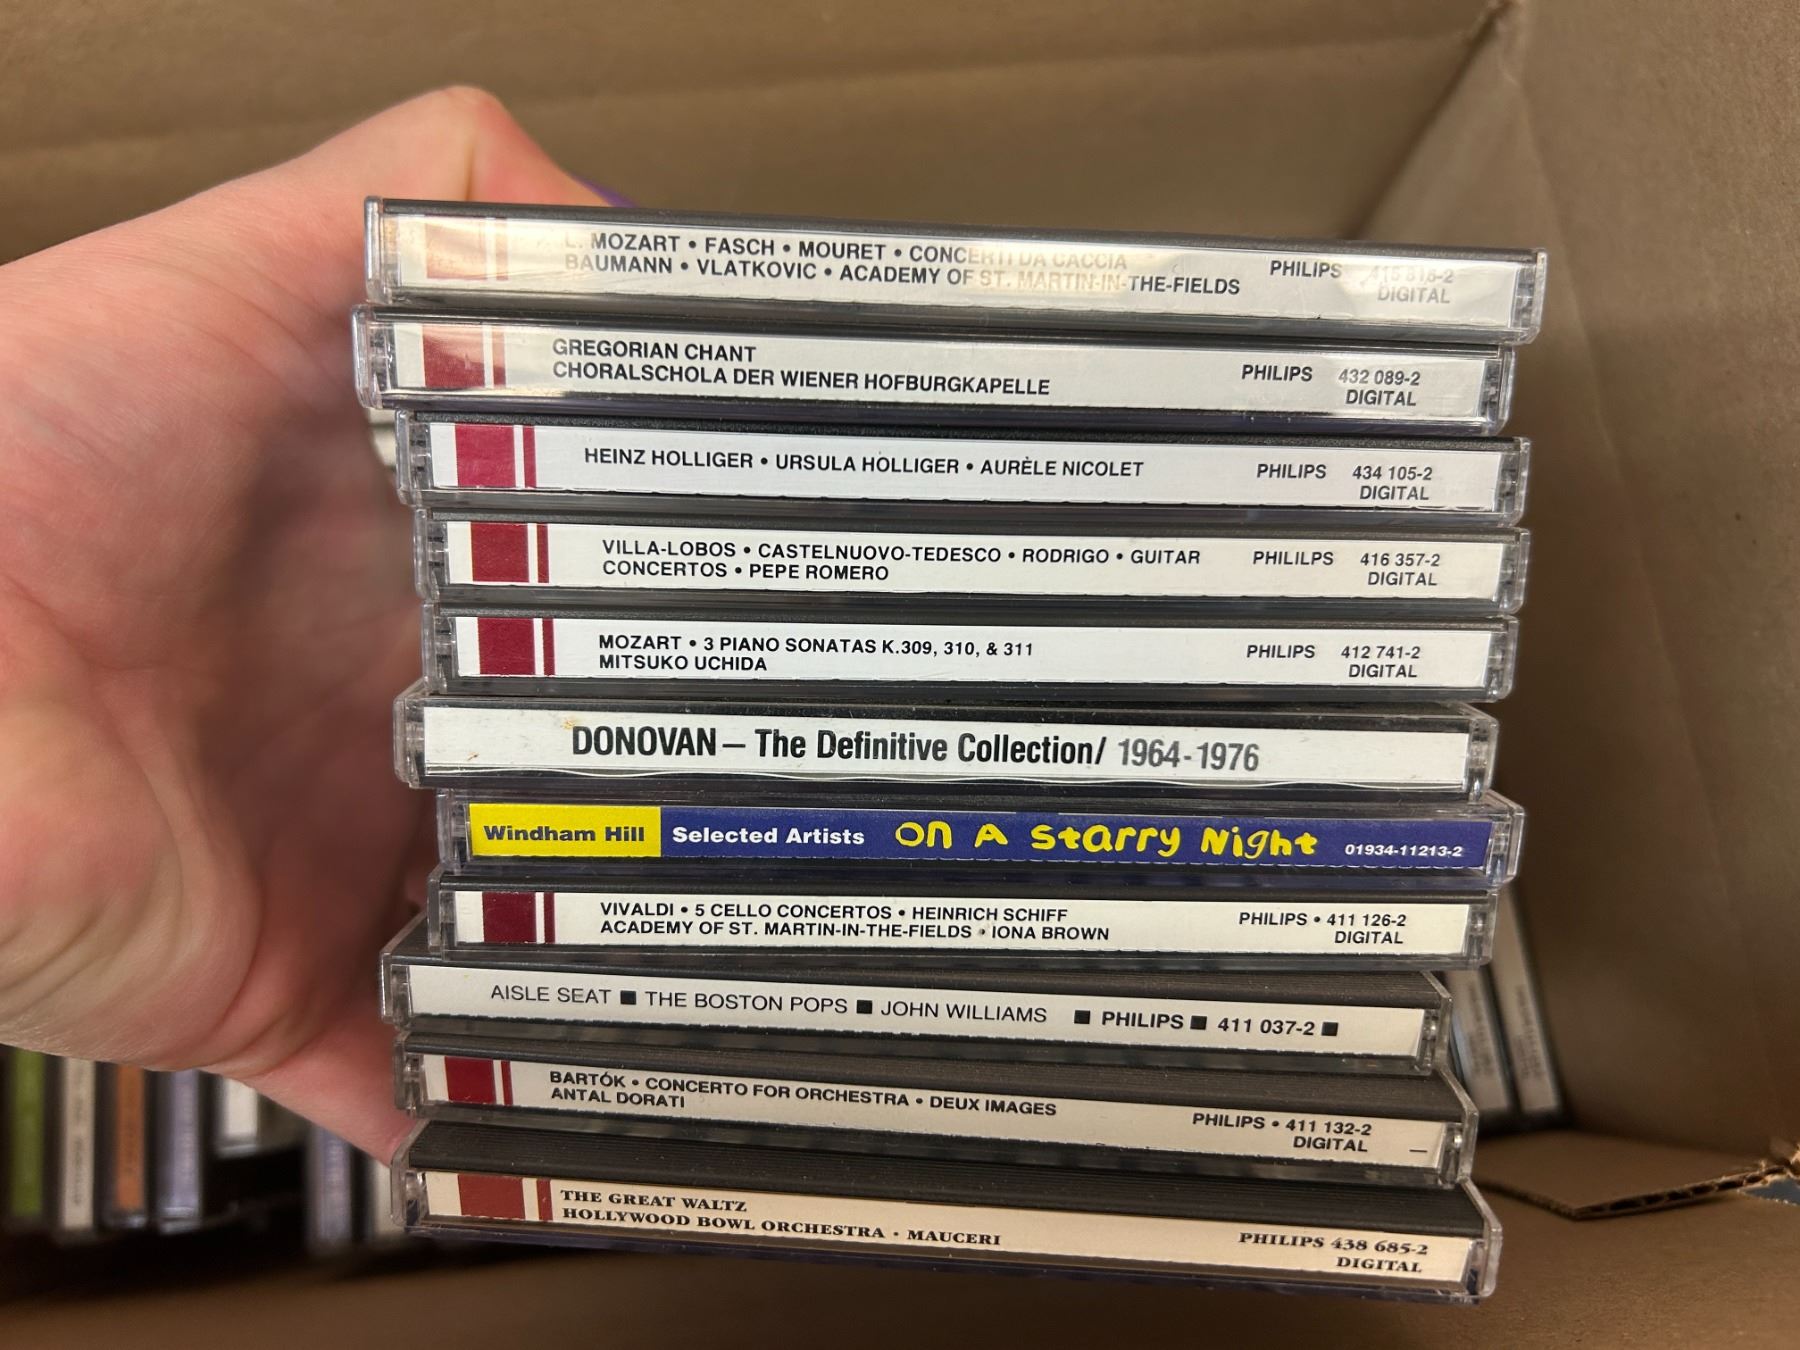 L. MOZART • FASCH • MOURET • CONCERTI DA CACCIA
BAUMANN • VLATKOVIC • ACADEMY OF ST. MARTIN-IN-THE-FIELDS
PHILIPS 415 816-2
DIGITAL
GREGORIAN CHANT
CHORALSCHOLA DER WIENER HOFBURGKAPELLE
PHILIPS 432 089-2
DIGITAL
HEINZ HOLLIGER • URSULA HOLLIGER • AURÈLE NICOLET
PHILIPS 434 105-2
DIGITAL
VILLA-LOBOS • CASTELNUOVO-TEDESCO • RODRIGO • GUITAR
CONCERTOS • PEPE ROMERO
PHILILPS 416 357-2
DIGITAL
MOZART • 3 PIANO SONATAS K.309, 310, & 311
MITSUKO UCHIDA
PHILIPS 412 741-2
DIGITAL
DONOVAN – The Definitive Collection/ 1964-1976
Windham Hill Selected Artists on A Starry Night 01934-11213-2
VIVALDI • 5 CELLO CONCERTOS • HEINRICH SCHIFF
ACADEMY OF ST. MARTIN-IN-THE-FIELDS • IONA BROWN
PHILIPS • 411 126-2
DIGITAL
AISLE SEAT ■ THE BOSTON POPS ■ JOHN WILLIAMS ■ PHILIPS ■ 411 037-2 ■
BARTÓK • CONCERTO FOR ORCHESTRA • DEUX IMAGES
ANTAL DORATI
PHILIPS • 411 132-2
DIGITAL —
THE GREAT WALTZ
HOLLYWOOD BOWL ORCHESTRA • MAUCERI
PHILIPS 438 685-2
DIGITAL